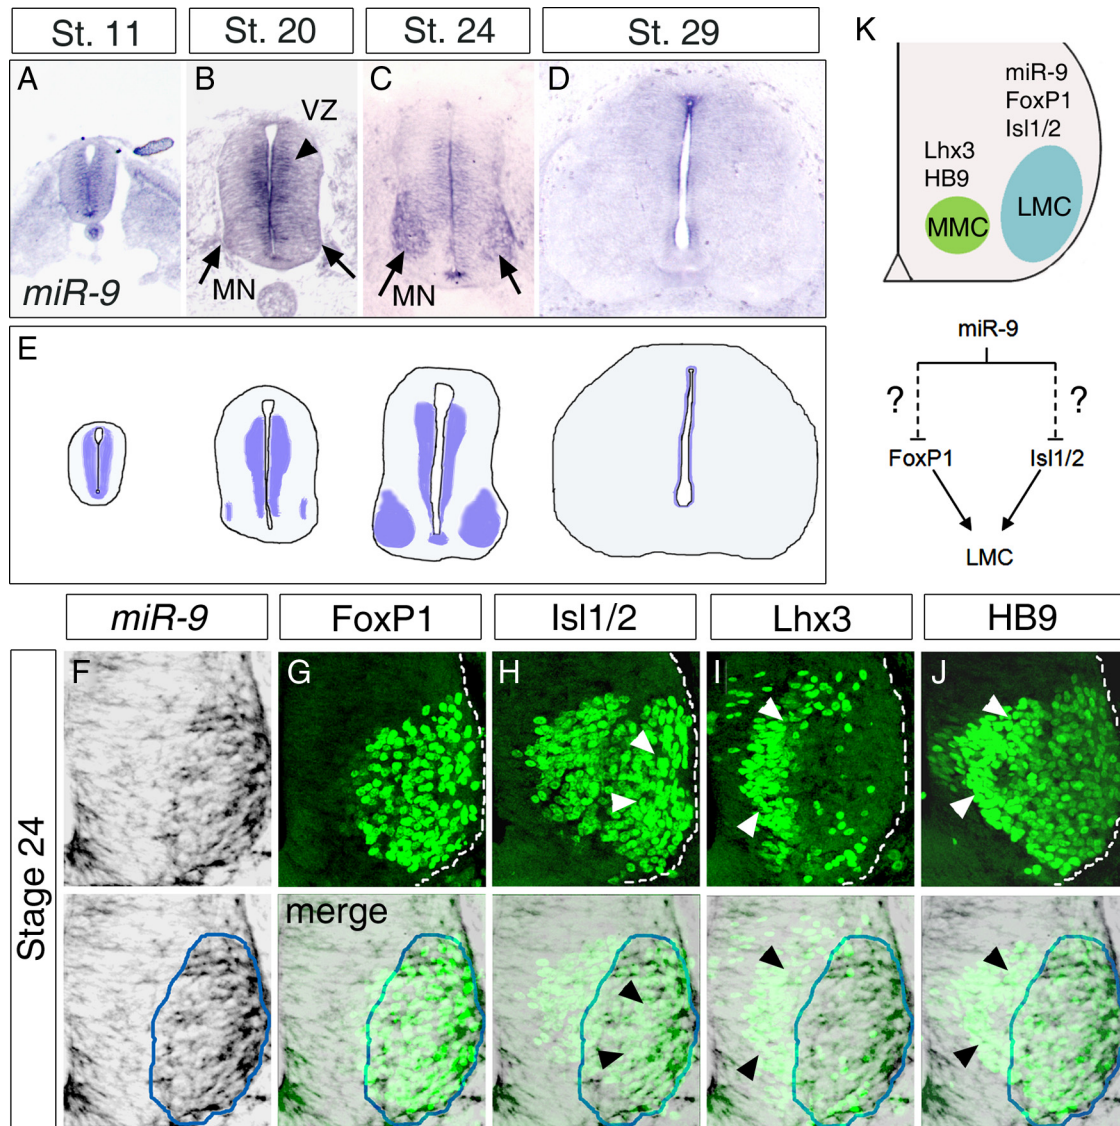 St. 11
St. 20
St. 24
St. 29
A
miR-9
B
VZ
MN
C
MN
D
E
K
miR-9
FoxP1
Isl1/2
Lhx3
HB9
MMC
LMC
miR-9
?
?
FoxP1
Isl1/2
LMC
miR-9
FoxP1
Isl1/2
Lhx3
HB9
Stage 24
F
G
H
I
J
merge